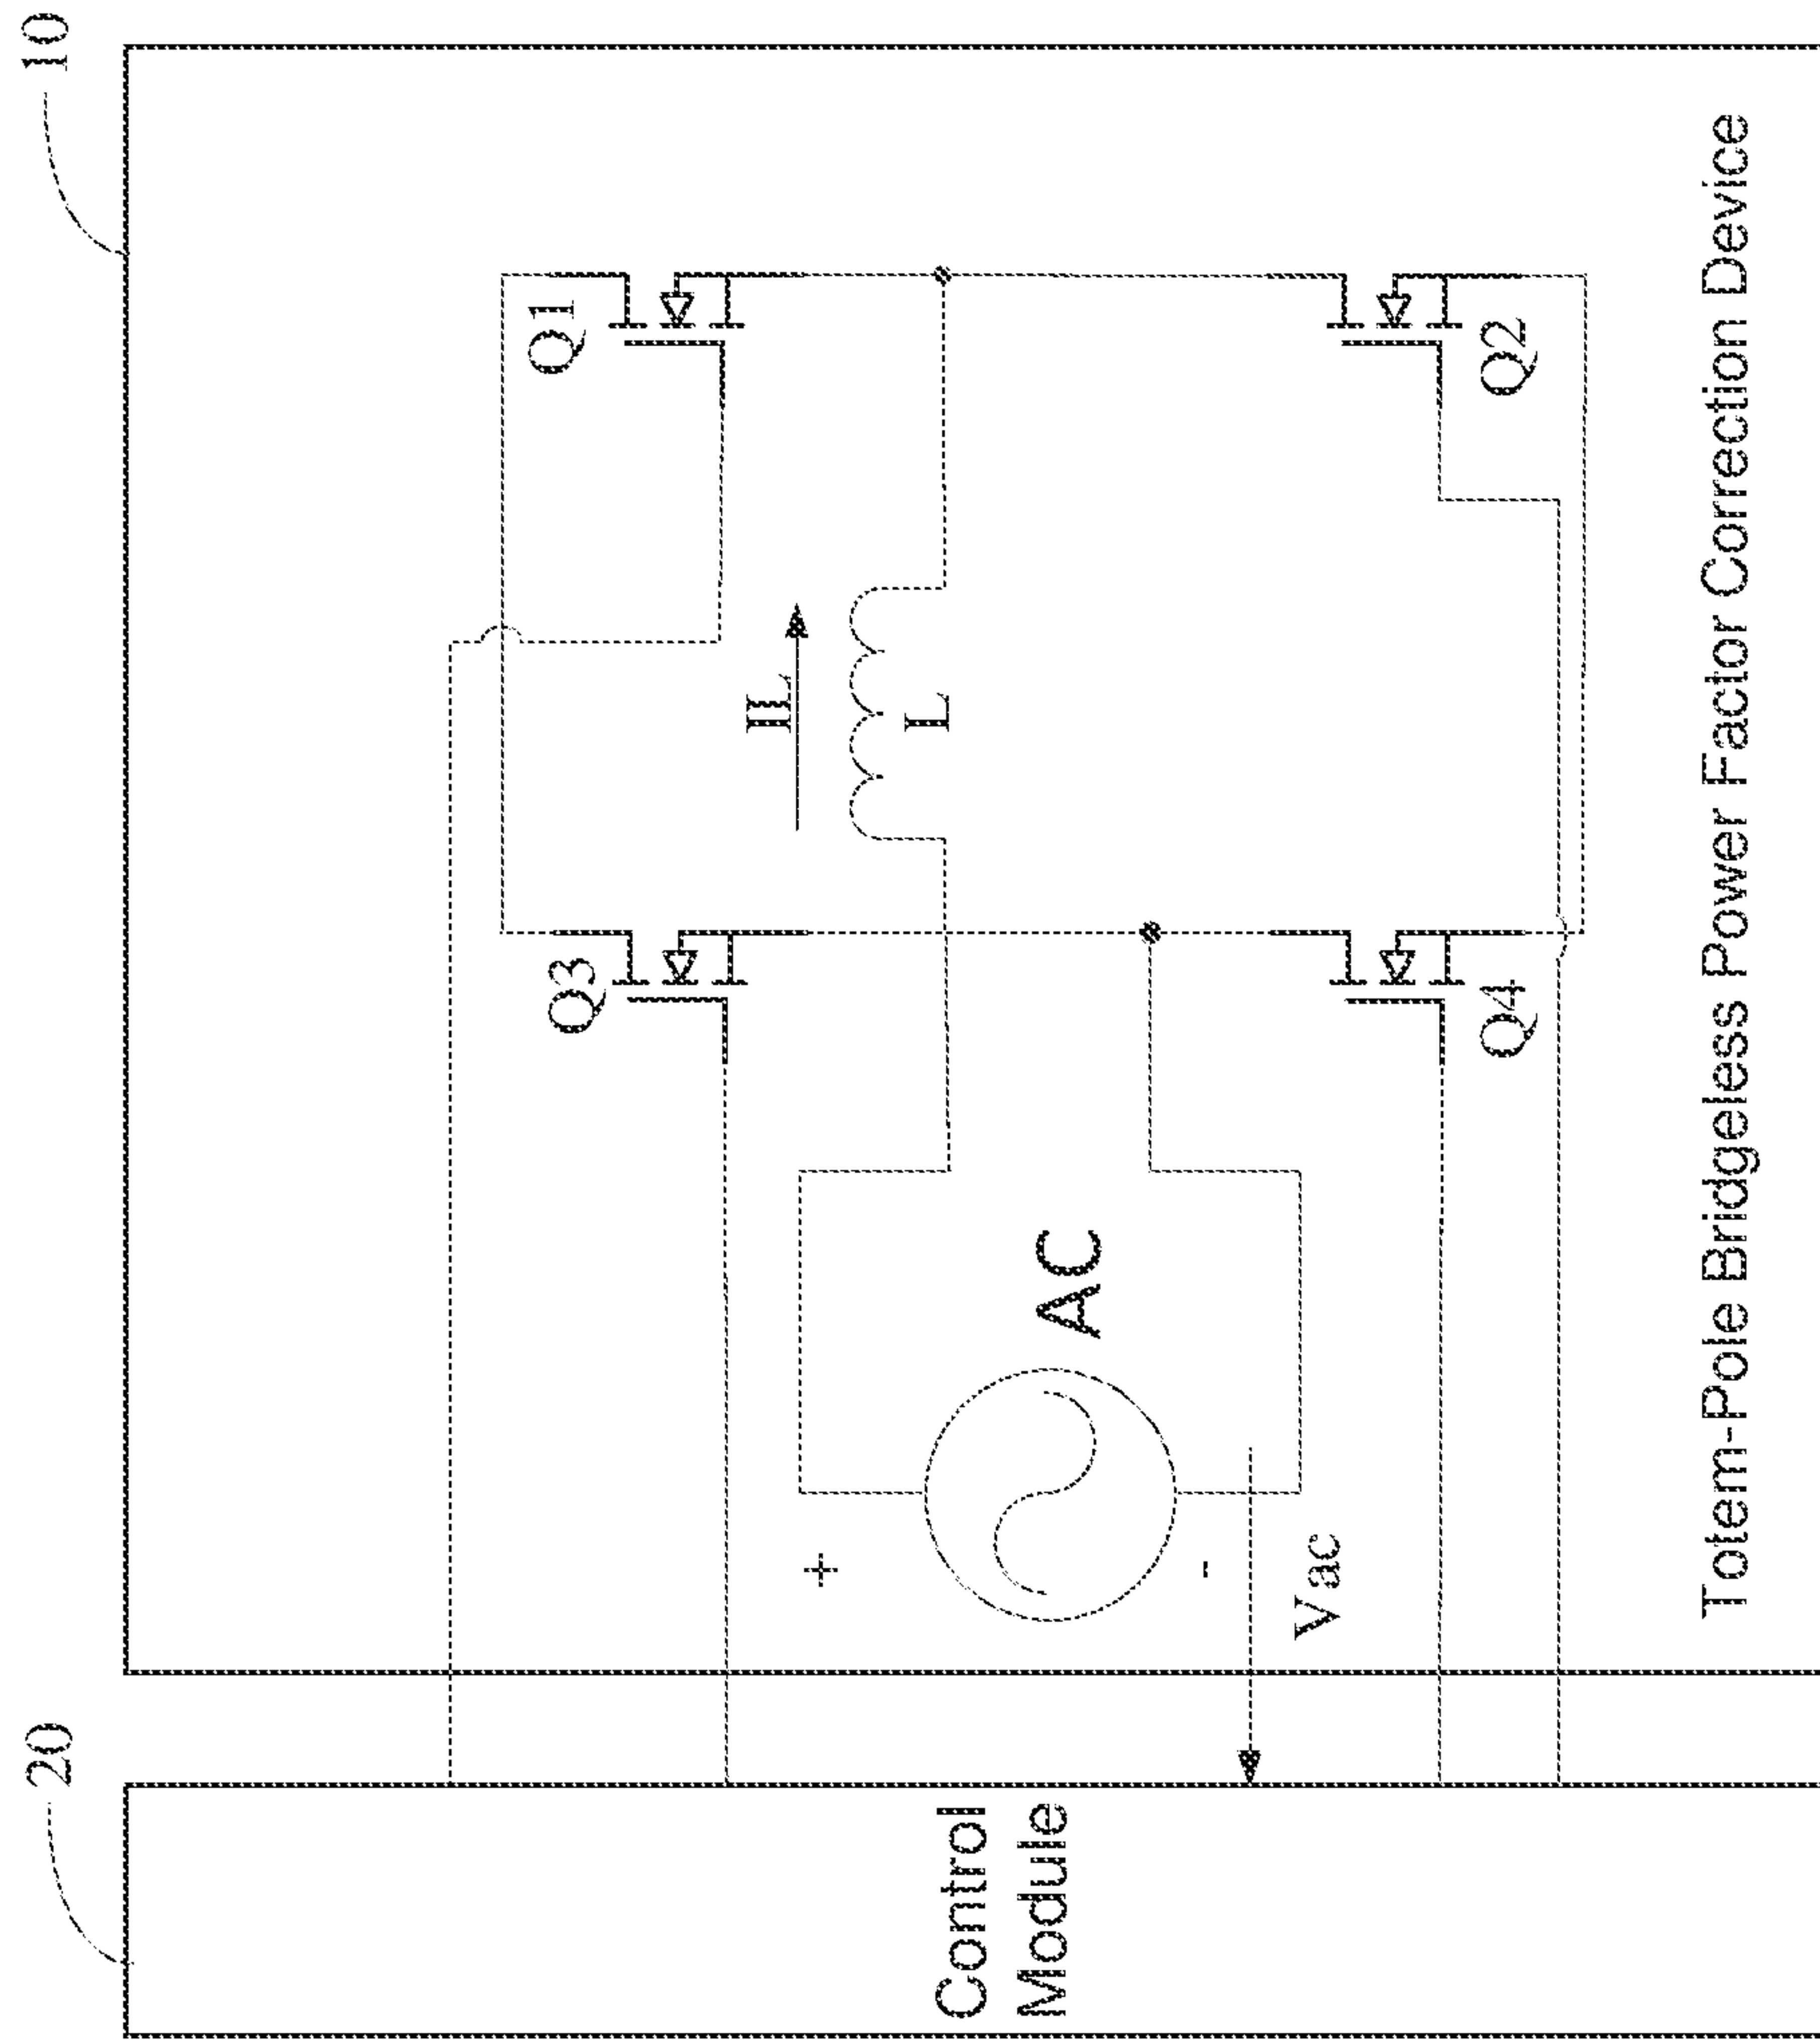 20
10
Control
Module
Q3
Q1
IL
L
+
AC
-
Vac
Q4
Q2
Totem-Pole Bridgeless Power Factor Correction Device